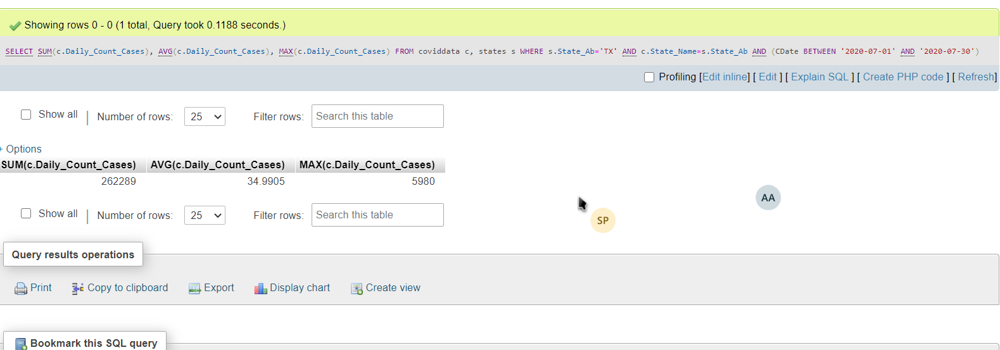 Showing rows 0 - 0 (1 total, Query took 0.1188 seconds.)
SELECT SUM(c.Daily_Count_Cases), AVG(c.Daily_Count_Cases), MAX(c.Daily_Count_Cases) FROM coviddata c, states s WHERE s.State_Ab='TX' AND c.State_Name=s.State_Ab AND (CDate BETWEEN '2020-07-01' AND '2020-07-30')
Profiling [Edit inline] [ Edit ] [ Explain SQL ] [ Create PHP code ] [ Refresh]
Show all | Number of rows: 25 Filter rows: Search this table
+ Options
SUM(c.Daily_Count_Cases) AVG(c.Daily_Count_Cases) MAX(c.Daily_Count_Cases)
262289 34.9905 5980
AA
Show all | Number of rows: 25 Filter rows: Search this table
SP
Query results operations
Print Copy to clipboard Export Display chart Create view
Bookmark this SQL query